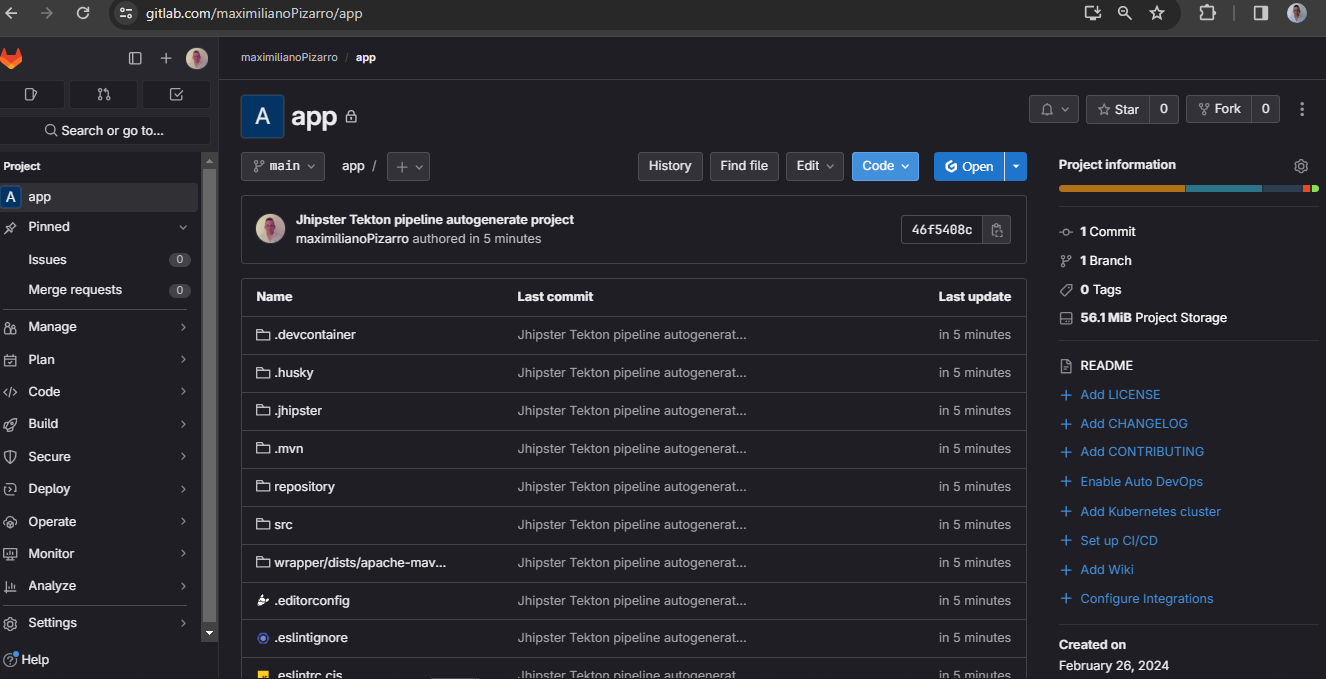 gitlab.com/maximilianoPizarro/app
maximilianoPizarro / app
Search or go to...
Project
A app
Pinned
Issues 0
Merge requests 0
Manage
Plan
Code
Build
Secure
Deploy
Operate
Monitor
Analyze
Settings
Help
A app
Star 0 Fork 0
main app / + History Find file Edit Code Open
Jhipster Tekton pipeline autogenerate project
maximilianoPizarro authored in 5 minutes
46f5408c
Name Last commit Last update
.devcontainer Jhipster Tekton pipeline autogenerat... in 5 minutes
.husky Jhipster Tekton pipeline autogenerat... in 5 minutes
.jhipster Jhipster Tekton pipeline autogenerat... in 5 minutes
.mvn Jhipster Tekton pipeline autogenerat... in 5 minutes
repository Jhipster Tekton pipeline autogenerat... in 5 minutes
src Jhipster Tekton pipeline autogenerat... in 5 minutes
wrapper/dists/apache-mav... Jhipster Tekton pipeline autogenerat... in 5 minutes
.editorconfig Jhipster Tekton pipeline autogenerat... in 5 minutes
.eslintignore Jhipster Tekton pipeline autogenerat... in 5 minutes
.eslintrc.cjs Jhipster Tekton pipeline autogenerat... in 5 minutes
Project information
1 Commit
1 Branch
0 Tags
56.1 MiB Project Storage
README
+ Add LICENSE
+ Add CHANGELOG
+ Add CONTRIBUTING
+ Enable Auto DevOps
+ Add Kubernetes cluster
+ Set up CI/CD
+ Add Wiki
+ Configure Integrations
Created on
February 26, 2024